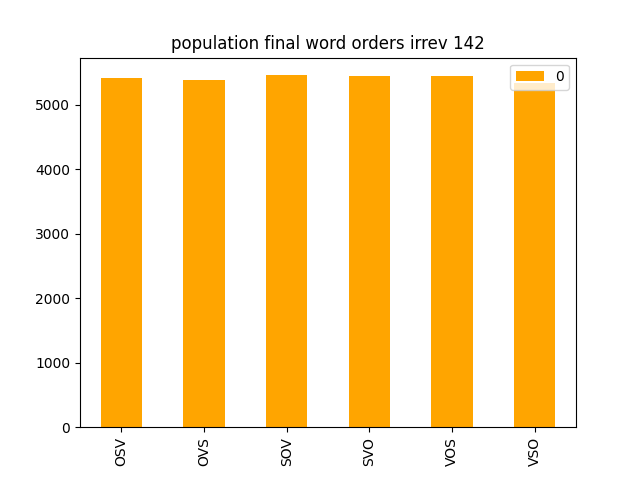 population final word orders irrev 142
0
5000
4000
3000
2000
1000
0
OSV
OVS
SOV
SVO
VOS
VSO